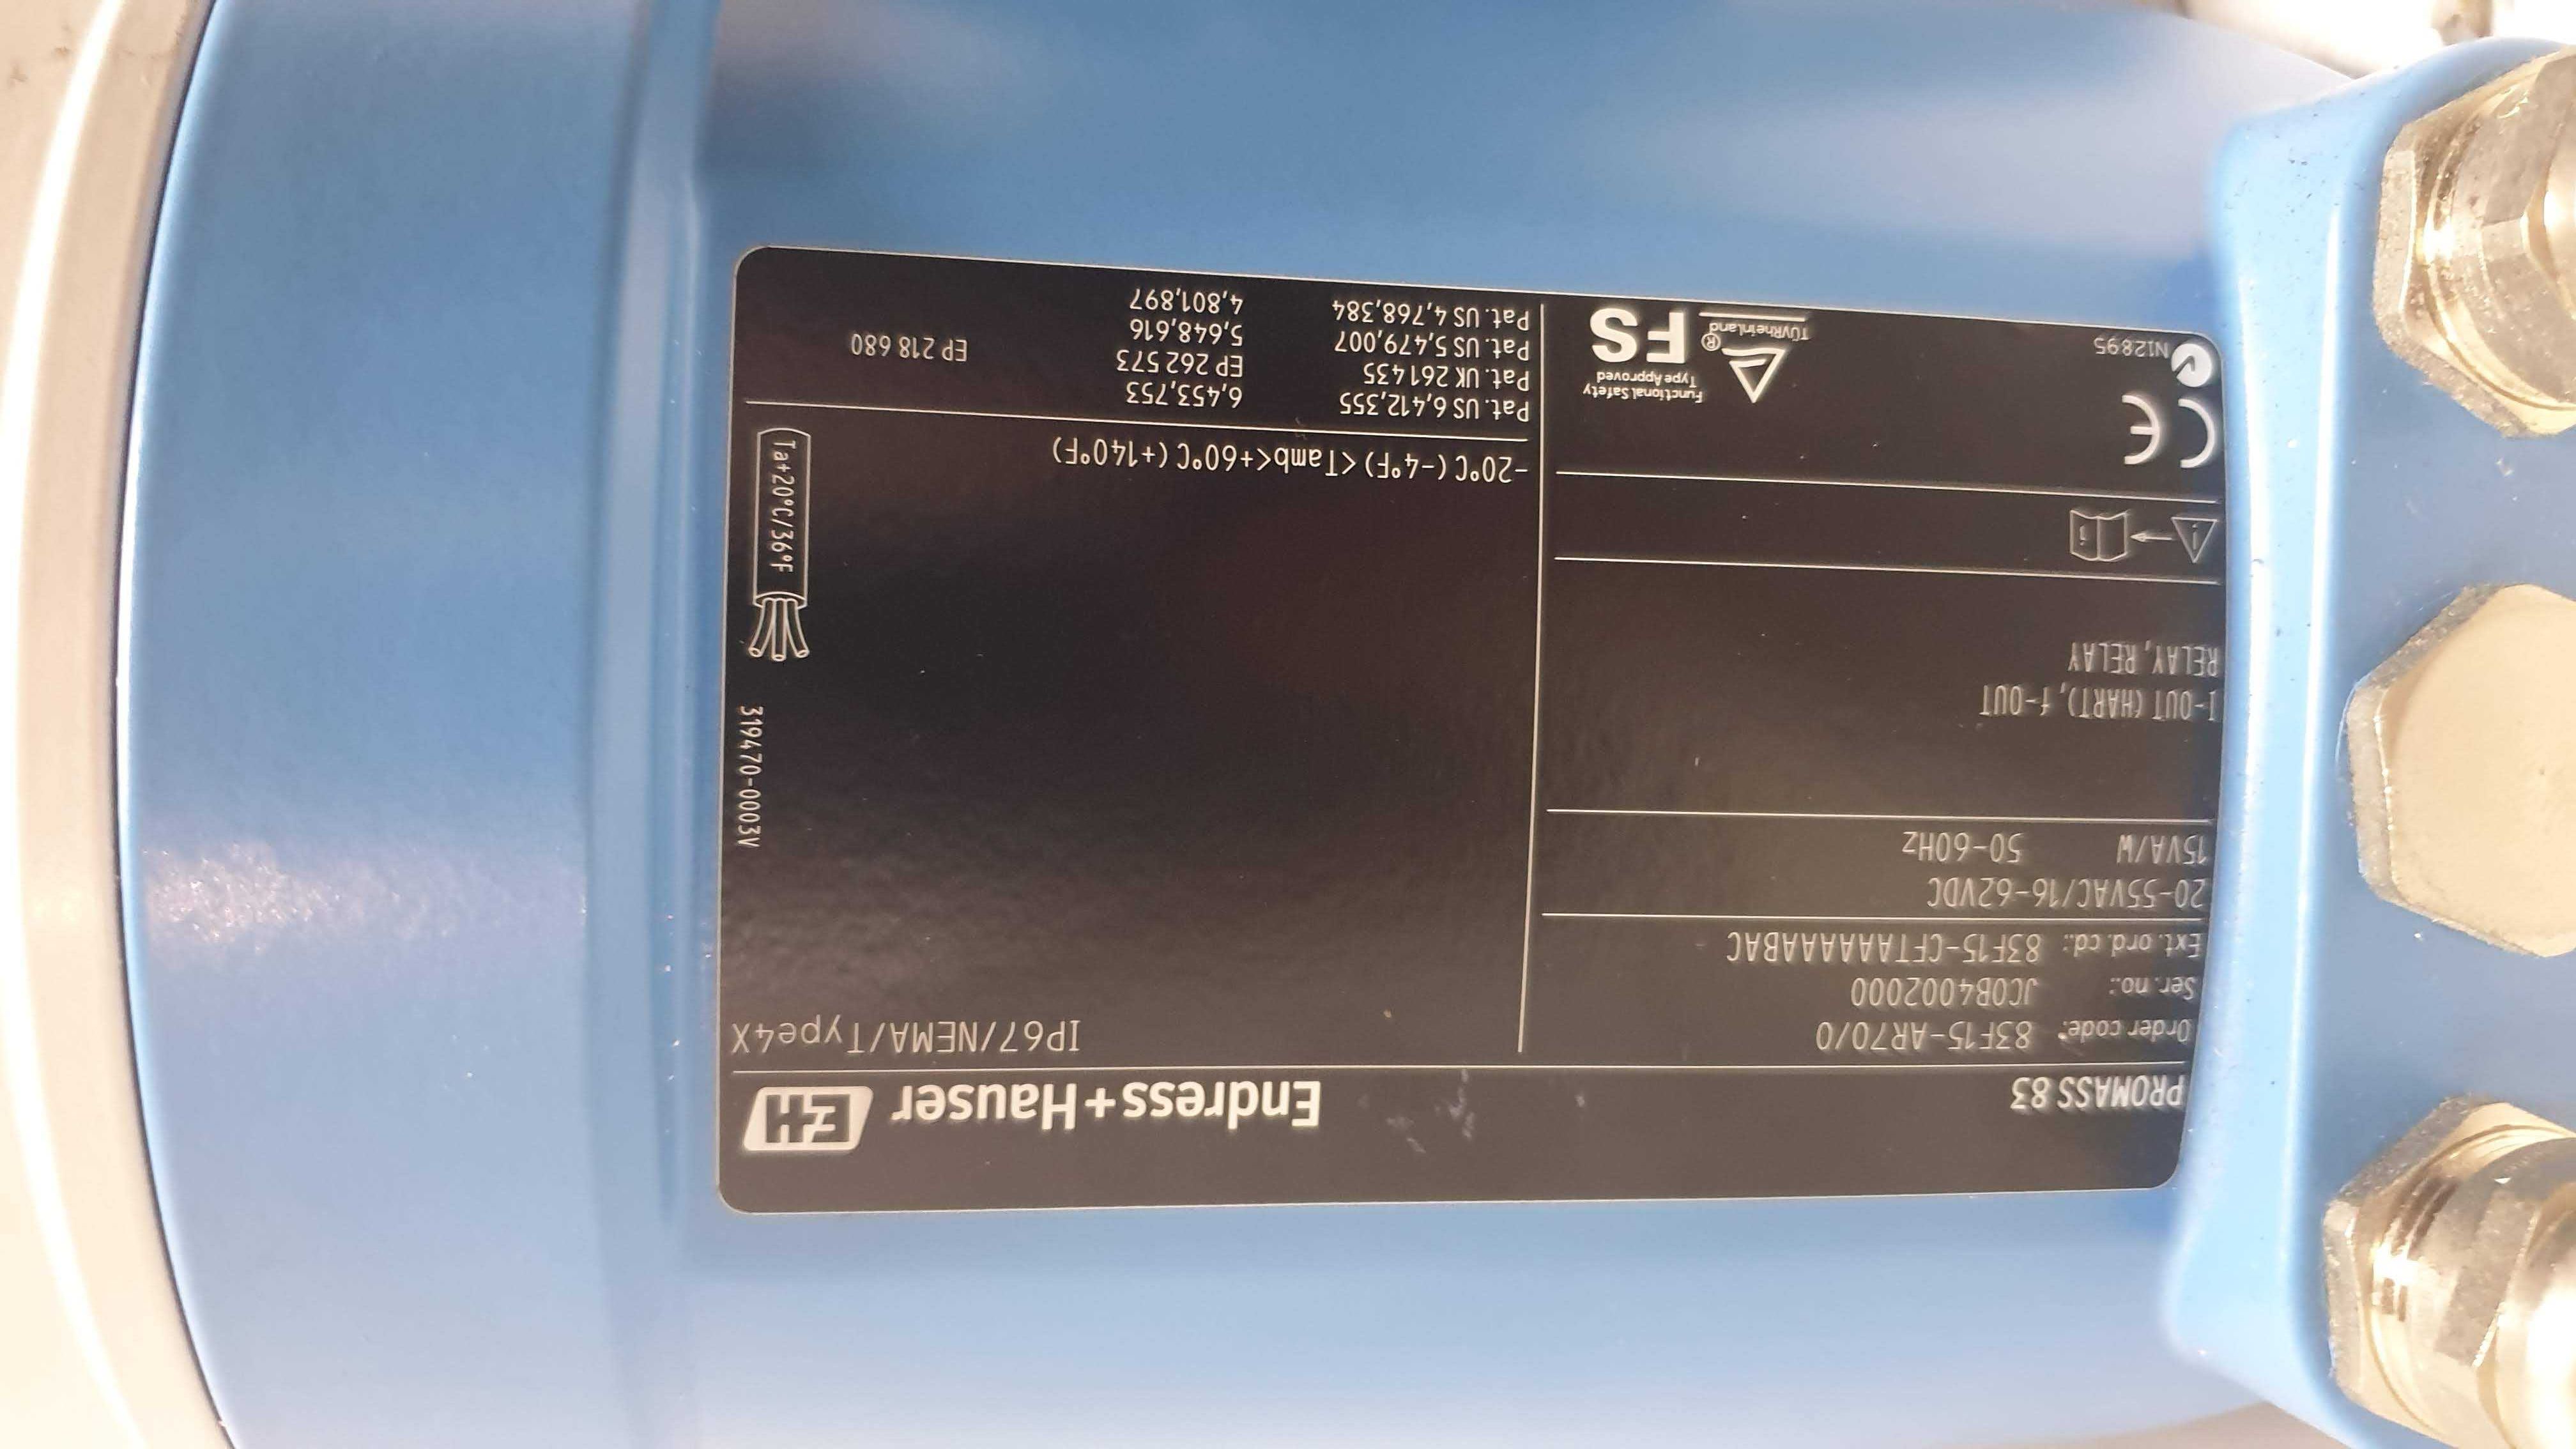 PROMASS 83
Endress+Hauser EH
Order code: 83F15-AR70/0
Ser. no.: JC0B4002000
Ext. ord. cd.: 83F15-CFTAAAAAABAC
IP67/NEMA/Type4X
20-55VAC/16-62VDC
15VA/W 50-60Hz
I-OUT (HART), f-OUT
RELAY, RELAY
319470-0003V
Ta+20°C/36°F
i i
-20°C (-4°F) <Tamb<+60°C (+140°F)
CE
N12895
Functional Safety
Type Approved
FS
®
TÜVRheinland
Pat. US 6,412,355 6,453,753
Pat. UK 261435 EP 262 573 EP 218 680
Pat. US 5,479,007 5,648,616
Pat. US 4,768,384 4,801,897